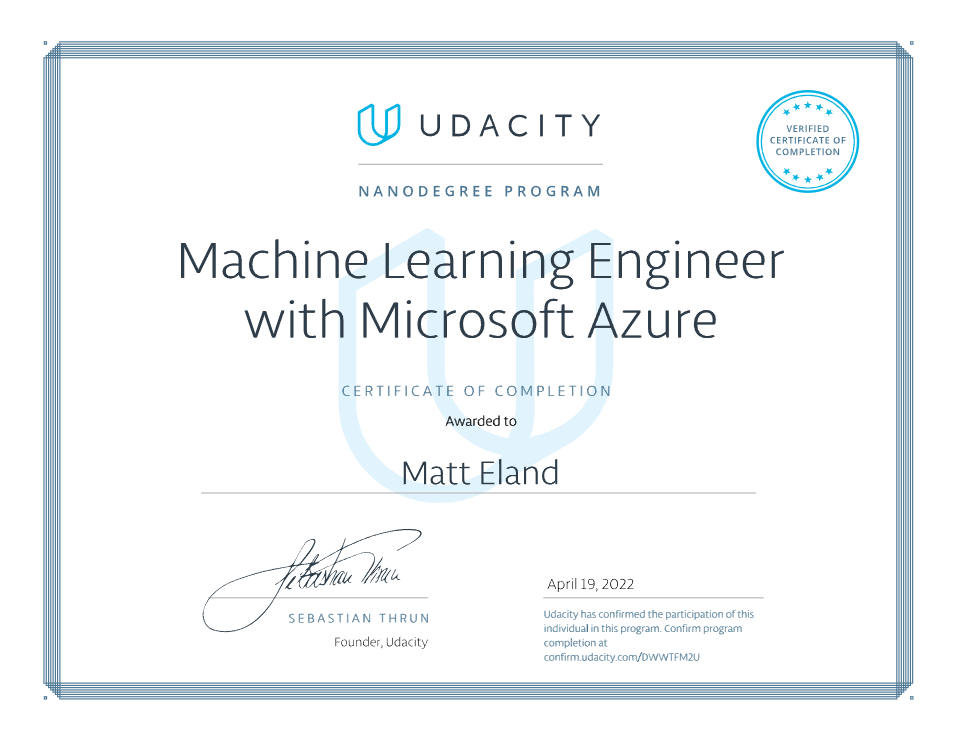 UDACITY
VERIFIED
CERTIFICATE OF
COMPLETION
NANODEGREE PROGRAM
Machine Learning Engineer
with Microsoft Azure
CERTIFICATE OF COMPLETION
Awarded to
Matt Eland
Sebastian Thrun
SEBASTIAN THRUN
Founder, Udacity
April 19, 2022
Udacity has confirmed the participation of this
individual in this program. Confirm program
completion at
confirm.udacity.com/DWWTFM2U